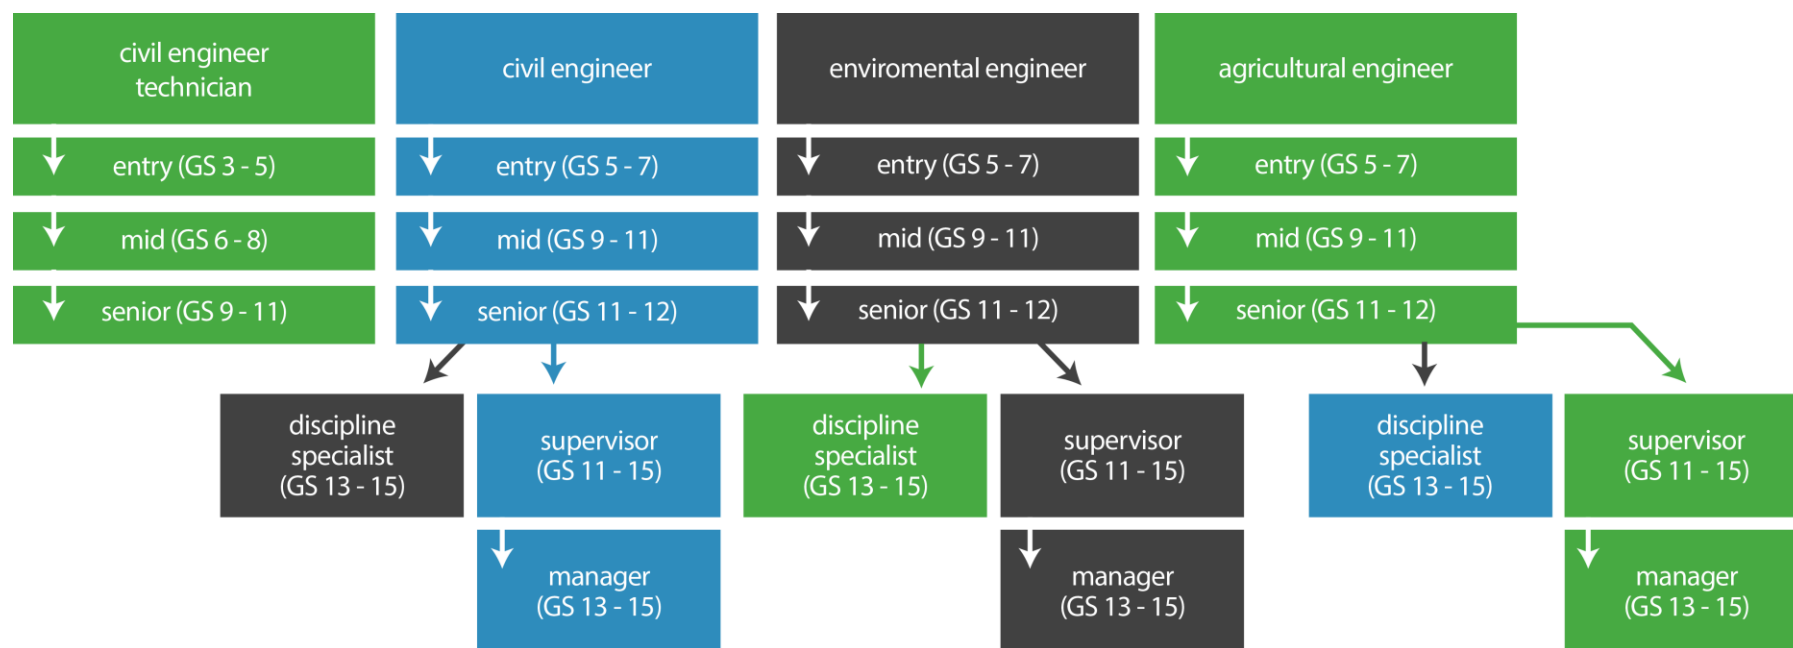 civil engineer
technician
civil engineer
enviromental engineer
agricultural engineer
entry (GS 3 - 5)
entry (GS 5 - 7)
entry (GS 5 - 7)
entry (GS 5 - 7)
mid (GS 6 - 8)
mid (GS 9 - 11)
mid (GS 9 - 11)
mid (GS 9 - 11)
senior (GS 9 - 11)
senior (GS 11 - 12)
senior (GS 11 - 12)
senior (GS 11 - 12)
discipline
specialist
(GS 13 - 15)
supervisor
(GS 11 - 15)
discipline
specialist
(GS 13 - 15)
supervisor
(GS 11 - 15)
discipline
specialist
(GS 13 - 15)
supervisor
(GS 11 - 15)
manager
(GS 13 - 15)
manager
(GS 13 - 15)
manager
(GS 13 - 15)